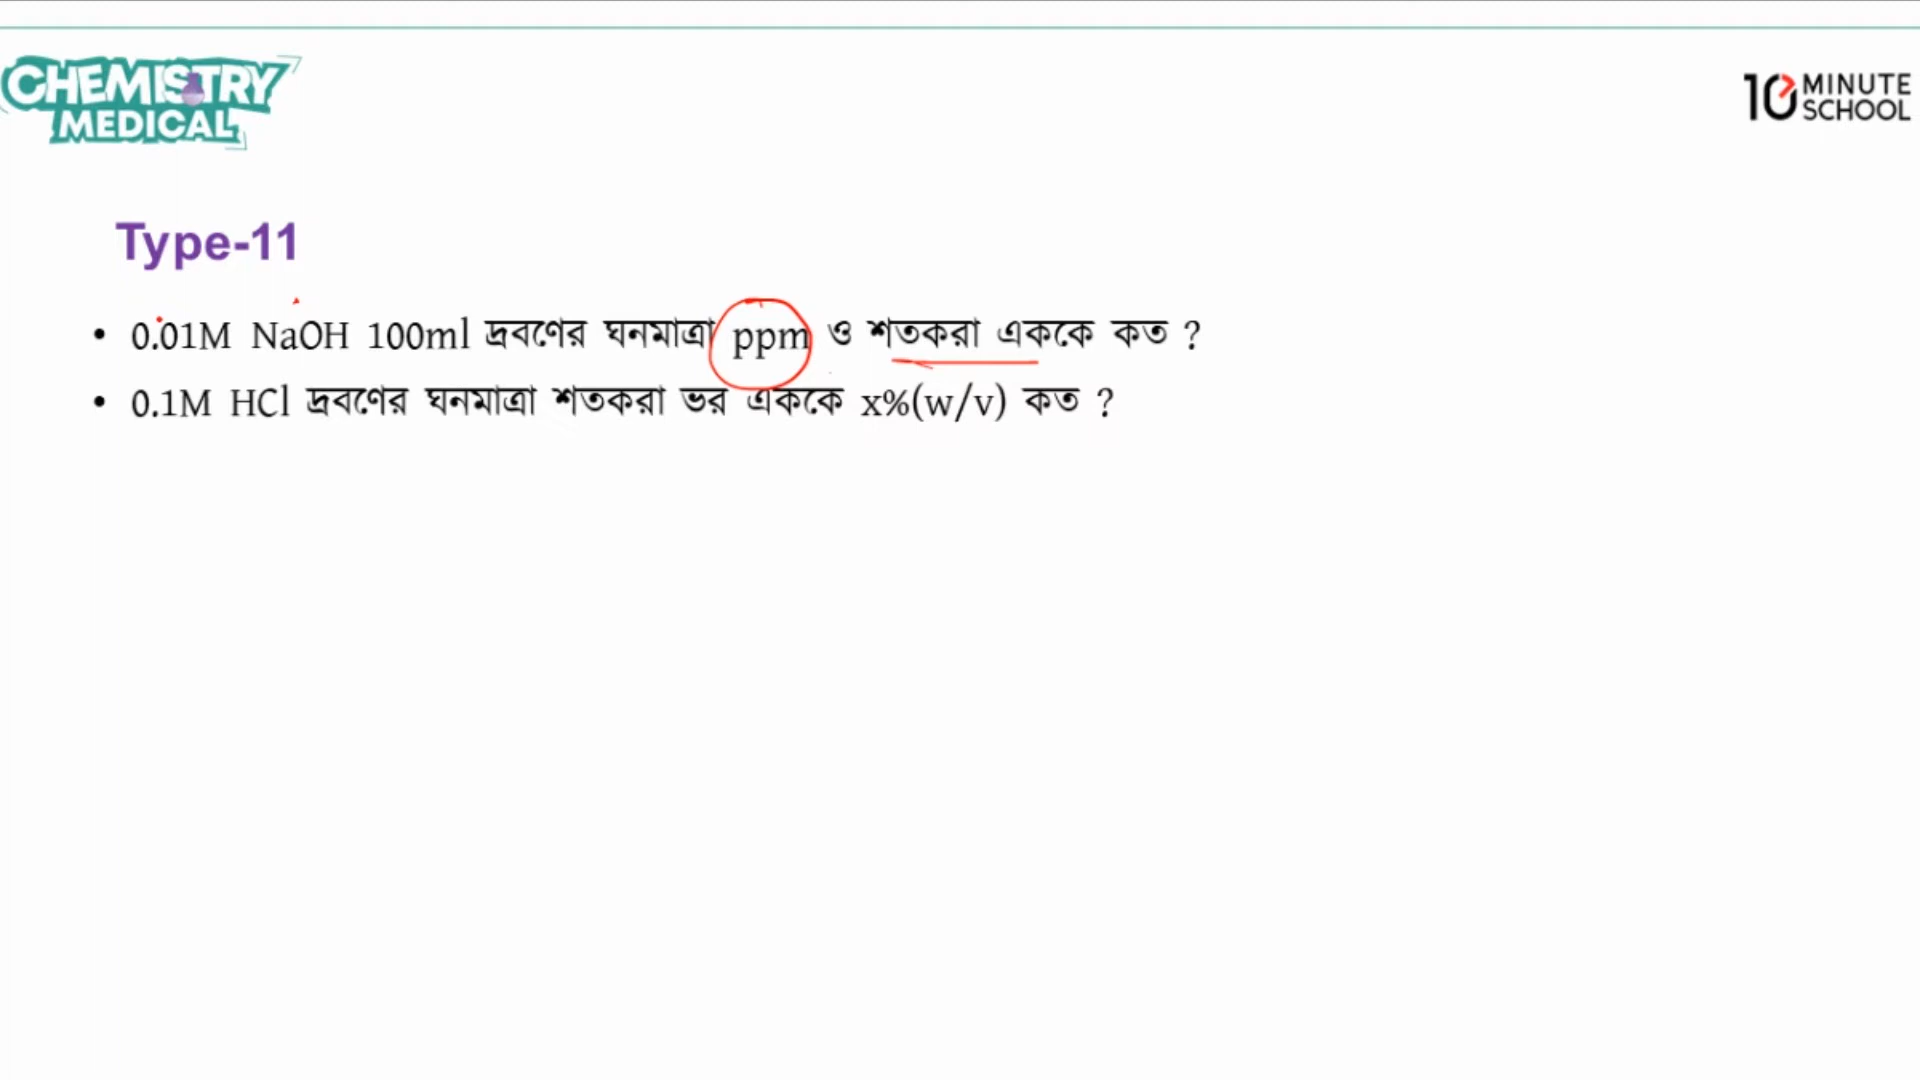 CHEMISTRY
MEDICAL
10 MINUTE
SCHOOL
Type-11
• 0.01M NaOH 100ml দ্রবণের ঘনমাত্রা ppm ও শতকরা এককে কত ?
• 0.1M HCl দ্রবণের ঘনমাত্রা শতকরা ভর এককে x%(w/v) কত ?